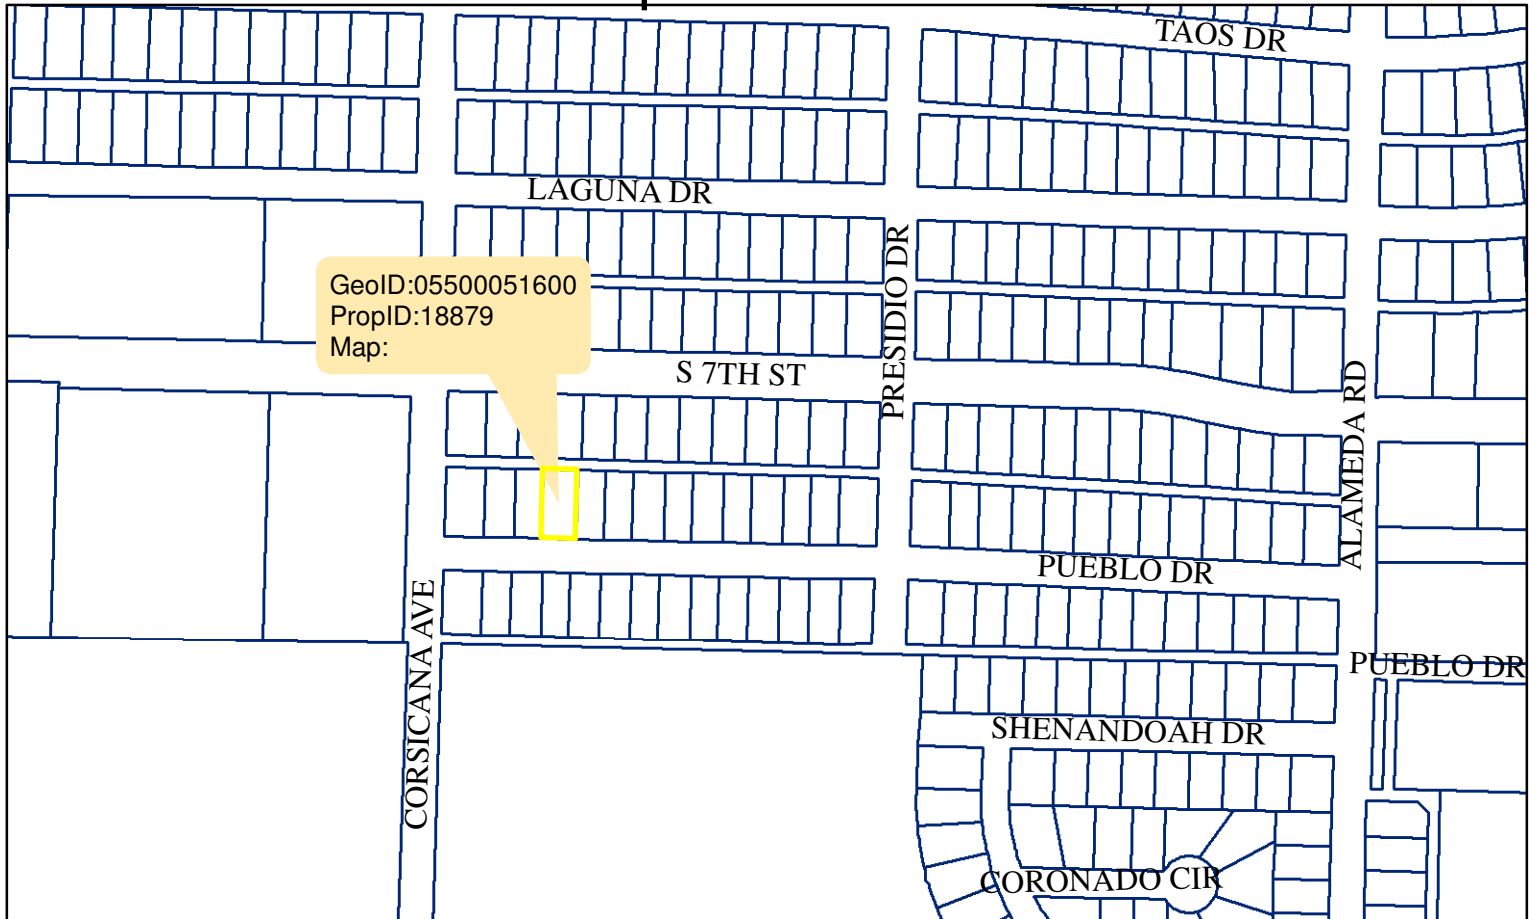 TAOS DR
LAGUNA DR
PRESIDIO DR
GeoID:05500051600
PropID:18879
Map:
S 7TH ST
ALAMEDA RD
PUEBLO DR
CORSICANA AVE
PUEBLO DR
SHENANDOAH DR
CORONADO CIR